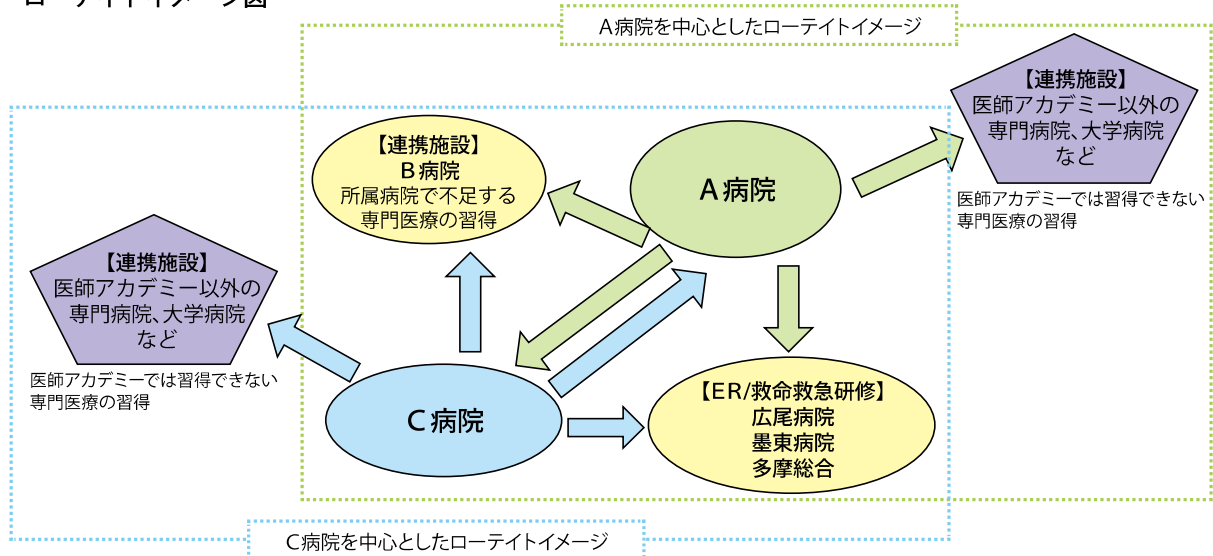 ローテイトイメージ図
A病院を中心としたローテイトイメージ
【連携施設】
医師アカデミー以外の
専門病院、大学病院
など
医師アカデミーでは習得できない
専門医療の習得
【連携施設】
B病院
所属病院で不足する
専門医療の習得
A病院
【連携施設】
医師アカデミー以外の
専門病院、大学病院
など
医師アカデミーでは習得できない
専門医療の習得
C病院
【ER/救命救急研修】
広尾病院
墨東病院
多摩総合
C病院を中心としたローテイトイメージ